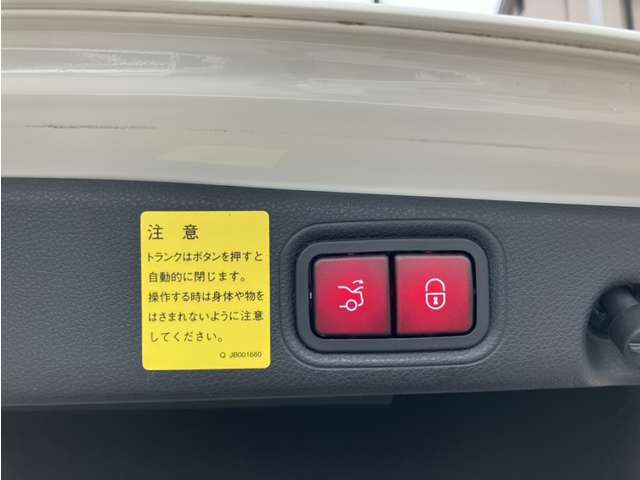 注 意
トランクはボタンを押すと
自動的に閉じます。
操作する時は身体や物を
はさまれないように注意
してください。
Q JB001660